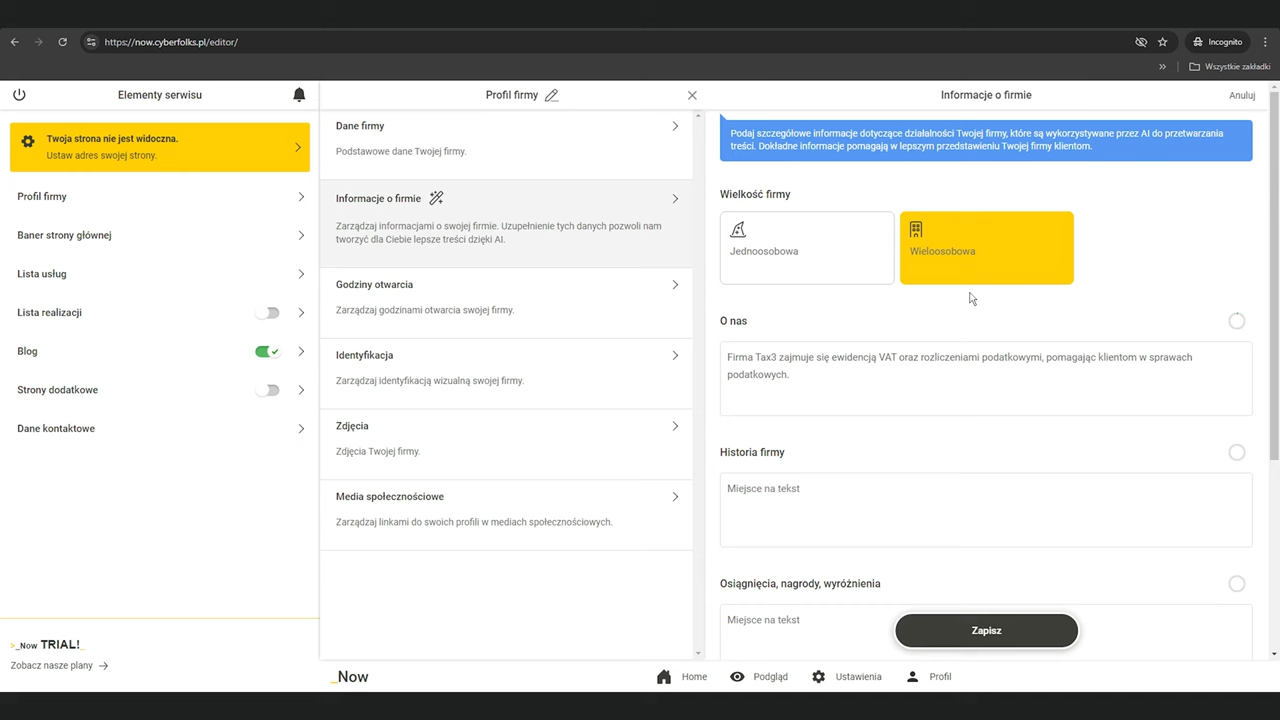 https://now.cyberfolks.pl/editor/
Incognito
»
Wszystkie zakładki
Elementy serwisu
Twoja strona nie jest widoczna.
Ustaw adres swojej strony.
Profil firmy
Baner strony głównej
Lista usług
Lista realizacji
Blog
Strony dodatkowe
Dane kontaktowe
>_Now TRIAL!_
Zobacz nasze plany
Profil firmy
Dane firmy
Podstawowe dane Twojej firmy.
Informacje o firmie
Zarządzaj informacjami o swojej firmie. Uzupełnienie tych danych pozwoli nam
tworzyć dla Ciebie lepsze treści dzięki AI.
Godziny otwarcia
Zarządzaj godzinami otwarcia swojej firmy.
Identyfikacja
Zarządzaj identyfikacją wizualną swojej firmy.
Zdjęcia
Zdjęcia Twojej firmy.
Media społecznościowe
Zarządzaj linkami do swoich profili w mediach społecznościowych.
Informacje o firmie
Anuluj
Podaj szczegółowe informacje dotyczące działalności Twojej firmy, które są wykorzystywane przez AI do przetwarzania
treści. Dokładne informacje pomagają w lepszym przedstawieniu Twojej firmy klientom.
Wielkość firmy
Jednoosobowa
Wieloosobowa
O nas
Firma Tax3 zajmuje się ewidencją VAT oraz rozliczeniami podatkowymi, pomagając klientom w sprawach
podatkowych.
Historia firmy
Miejsce na tekst
Osiągnięcia, nagrody, wyróżnienia
Miejsce na tekst
Zapisz
_Now
Home
Podgląd
Ustawienia
Profil